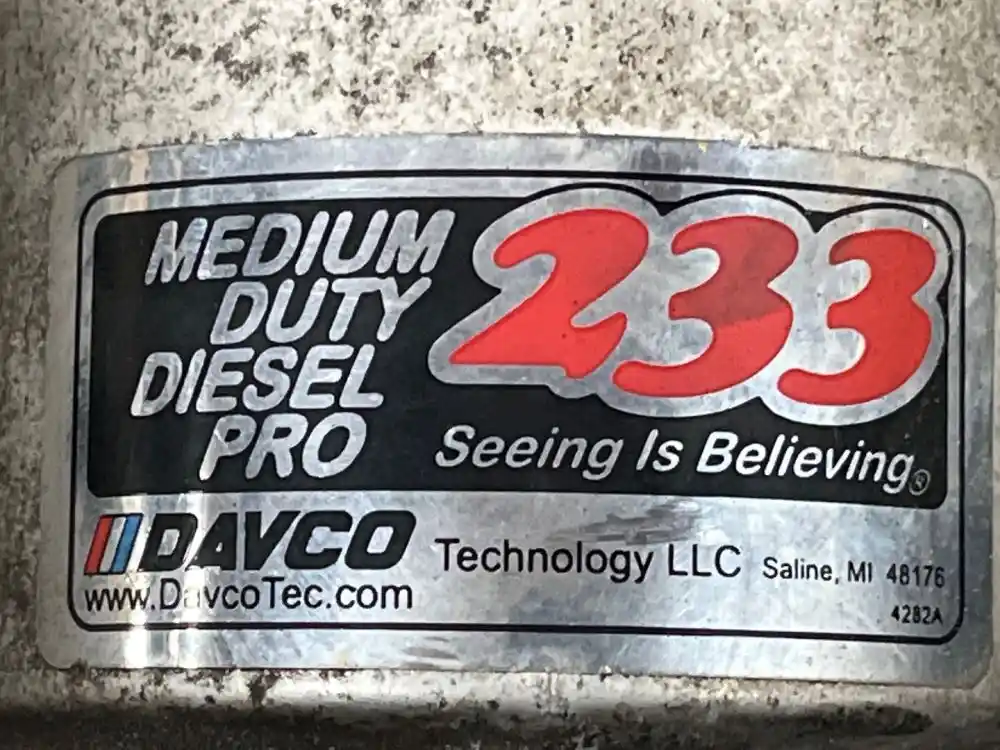 MEDIUM
DUTY
DIESEL
PRO
233
Seeing Is Believing®
DAVCO Technology LLC Saline, MI 48176
www.DavcoTec.com
4282A